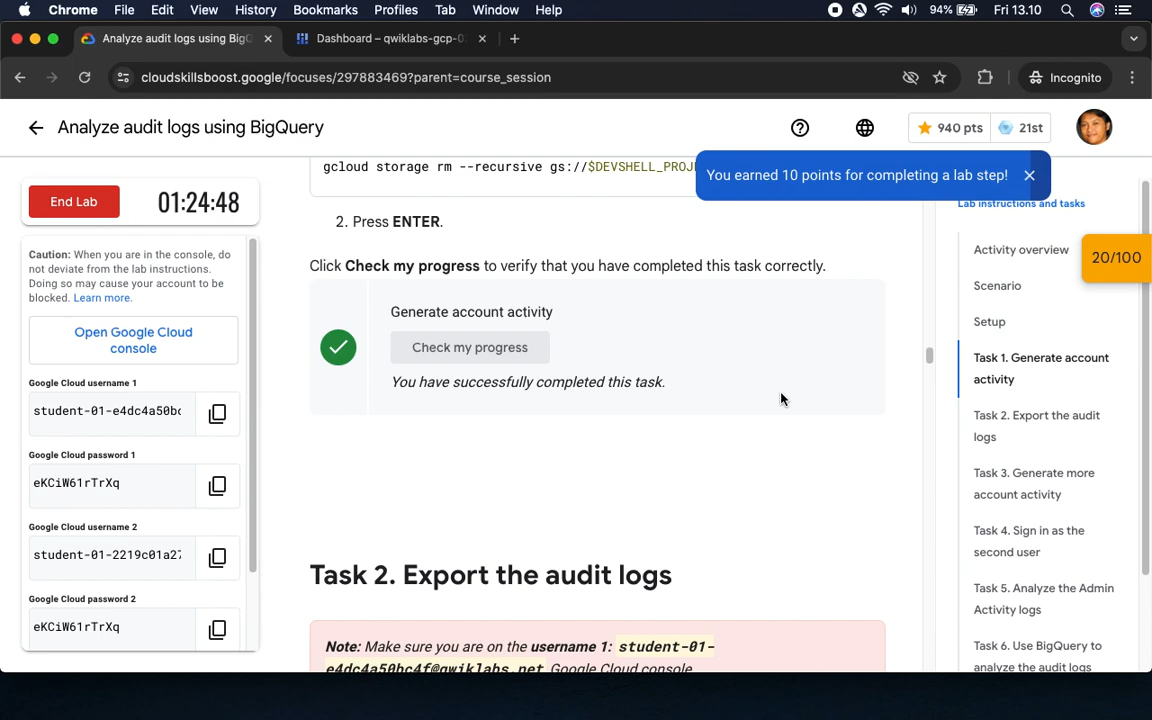 Chrome File Edit View History Bookmarks Profiles Tab Window Help 94% Fri 13.10
Analyze audit logs using BigQ Dashboard – qwiklabs-gcp-0
cloudskillsboost.google/focuses/297883469?parent=course_session Incognito
Analyze audit logs using BigQuery 940 pts 21st
You earned 10 points for completing a lab step!
20/100
End Lab 01:24:48
Caution: When you are in the console, do
not deviate from the lab instructions.
Doing so may cause your account to be
blocked. Learn more.
Open Google Cloud
console
Google Cloud username 1
student-01-e4dc4a50bc
Google Cloud password 1
eKCiW61rTrXq
Google Cloud username 2
student-01-2219c01a27
Google Cloud password 2
eKCiW61rTrXq
gcloud storage rm --recursive gs://$DEVSHELL_PROJ
2. Press ENTER.
Click Check my progress to verify that you have completed this task correctly.
Generate account activity
Check my progress
You have successfully completed this task.
Task 2. Export the audit logs
Note: Make sure you are on the username 1: student-01-
e4dc4a50bc4f@qwiklabs.net Google Cloud console.
Lab instructions and tasks
Activity overview
Scenario
Setup
Task 1. Generate account
activity
Task 2. Export the audit
logs
Task 3. Generate more
account activity
Task 4. Sign in as the
second user
Task 5. Analyze the Admin
Activity logs
Task 6. Use BigQuery to
analyze the audit logs